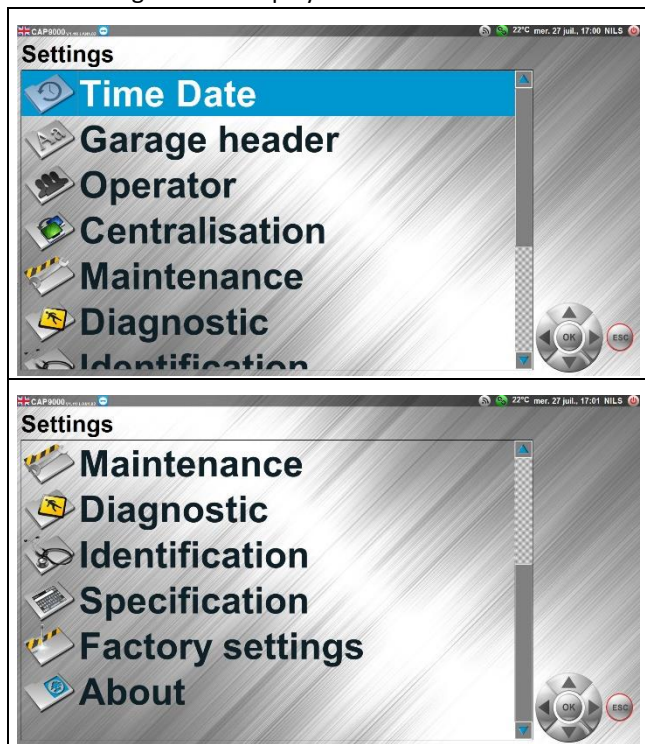 CAP9000
22°C mer. 27 juil., 17:00 NILS
Settings
Time Date
Garage header
Operator
Centralisation
Maintenance
Diagnostic
Identification
OK
ESC
CAP9000
22°C mer. 27 juil., 17:01 NILS
Settings
Maintenance
Diagnostic
Identification
Specification
Factory settings
About
OK
ESC